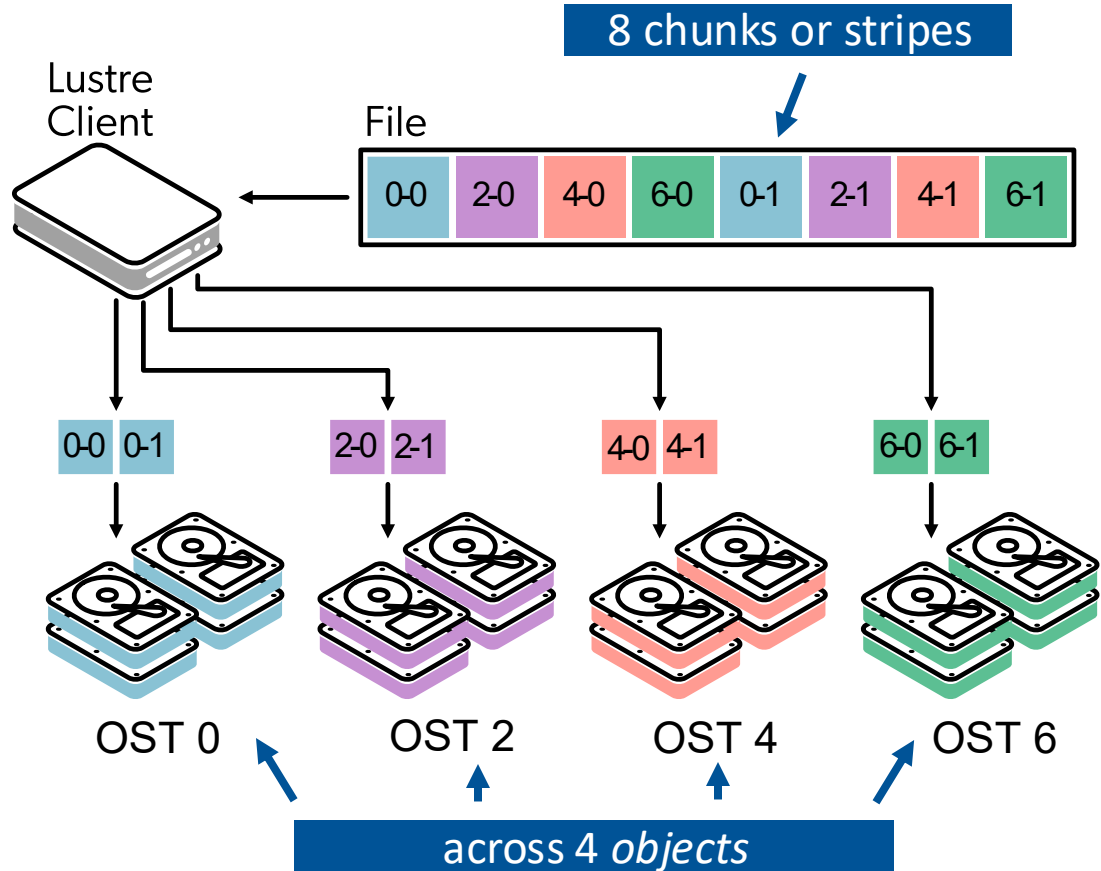 8 chunks or stripes
Lustre
Client
File
0-0 2-0 4-0 6-0 0-1 2-1 4-1 6-1
0-0 0-1 2-0 2-1 4-0 4-1 6-0 6-1
OST 0 OST 2 OST 4 OST 6
across 4 objects